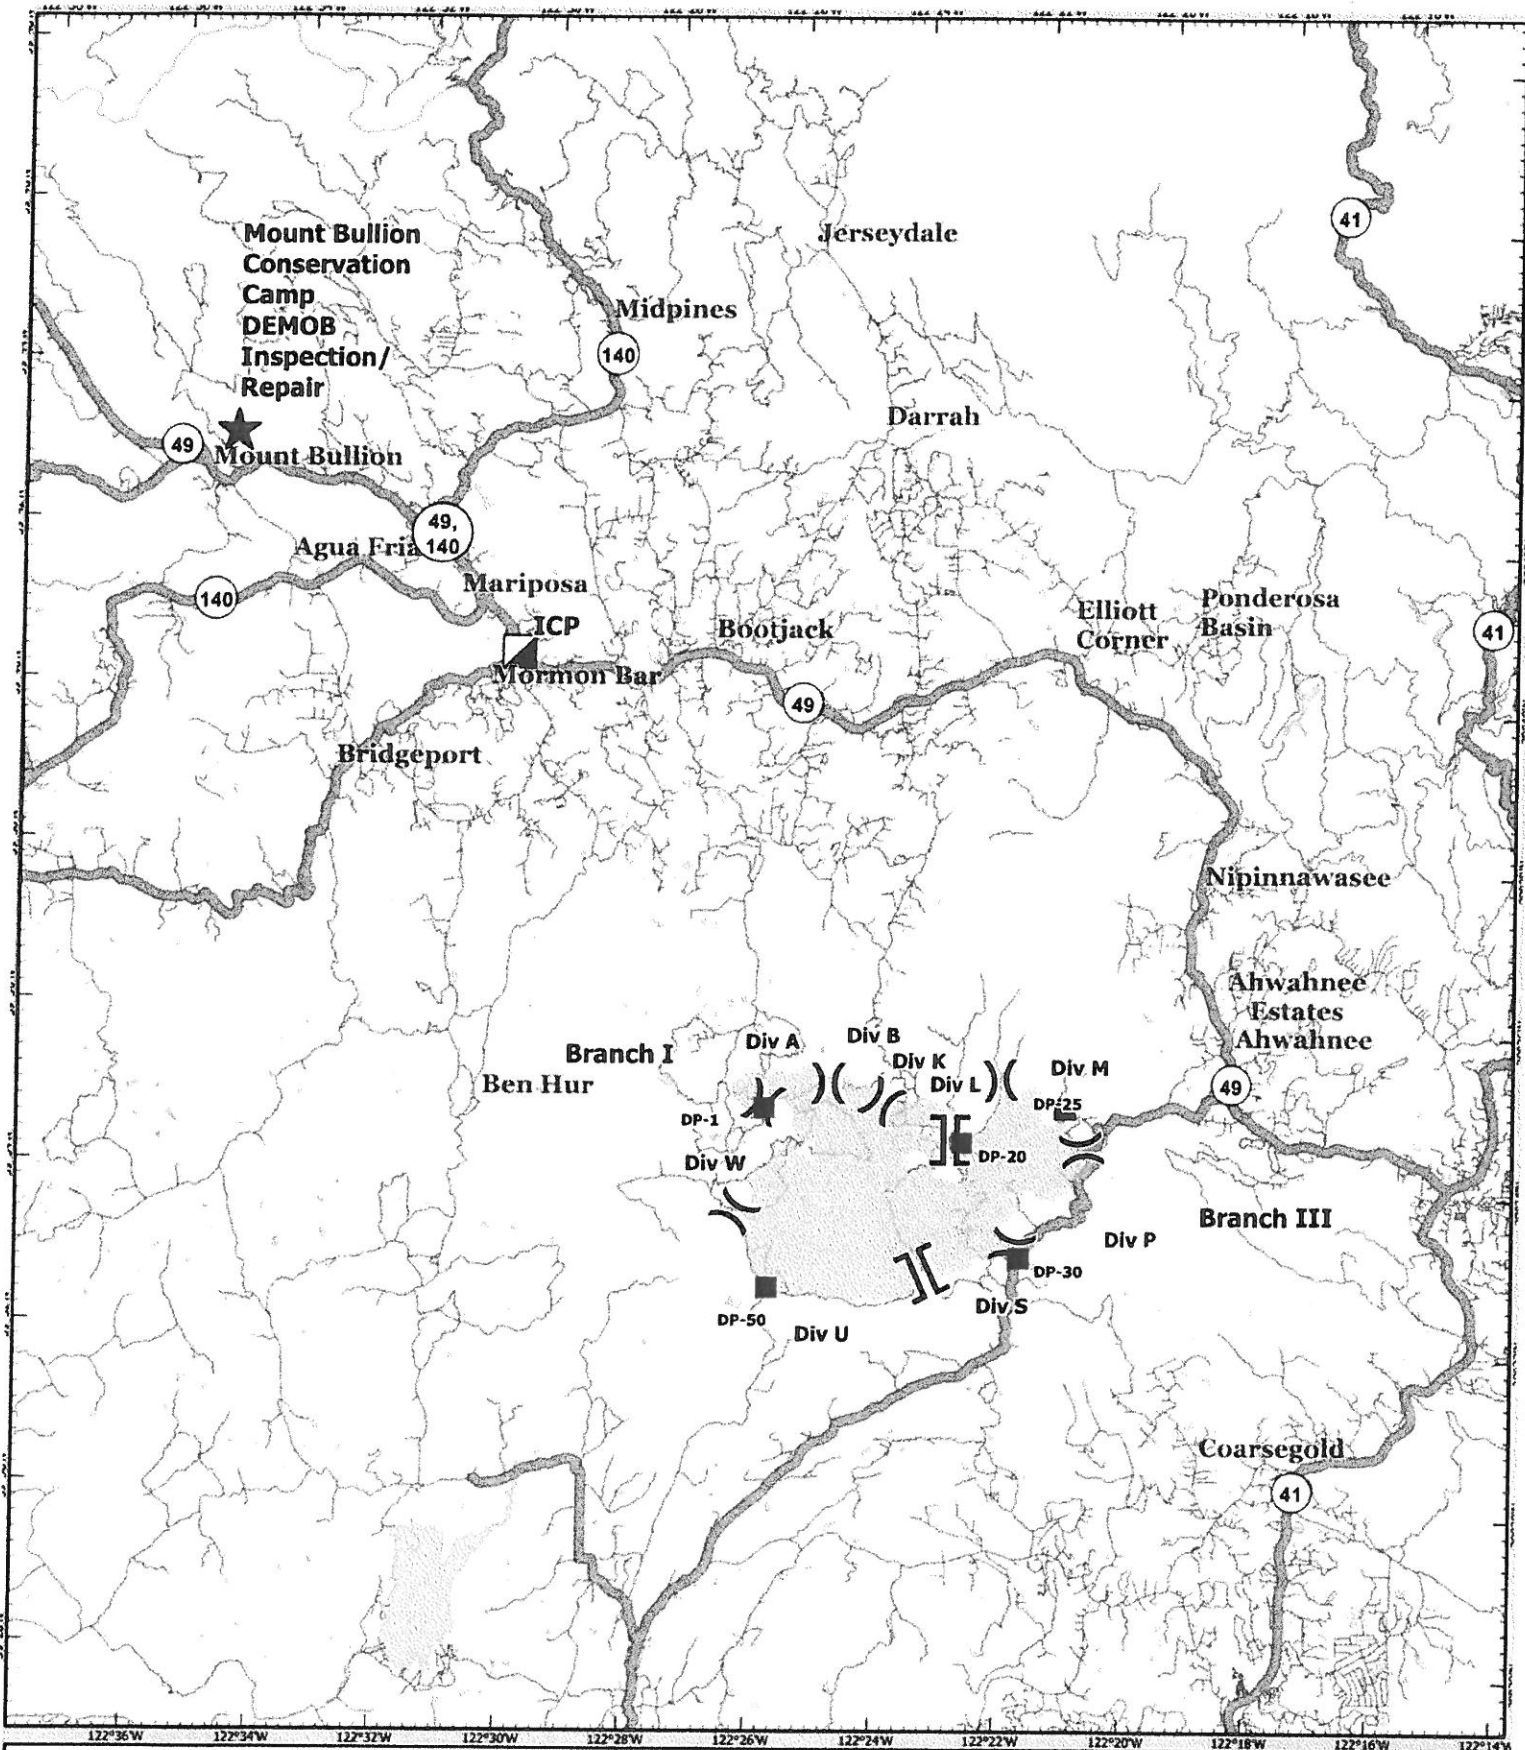 Mount Bullion
Conservation
Camp
DEMOB
Inspection/
Repair
Jerseydale
41
Midpines
140
Darrah
49
Mount Bullion
49,
140
Agua Fria
140
Mariposa
ICP
Mormon Bar
Bootjack
49
Elliott
Corner
Ponderosa
Basin
41
Bridgeport
Nipinnawasee
Ahwahnee
Estates
Ahwahnee
49
Branch I
Ben Hur
Div A
Div B
Div K
Div L
Div M
DP-25
DP-1
DP-20
Div W
Branch III
Div P
DP-30
Div S
DP-50
Div U
Coarsegold
41
122°36'W
122°34'W
122°32'W
122°30'W
122°28'W
122°26'W
122°24'W
122°22'W
122°20'W
122°18'W
122°16'W
122°14'W